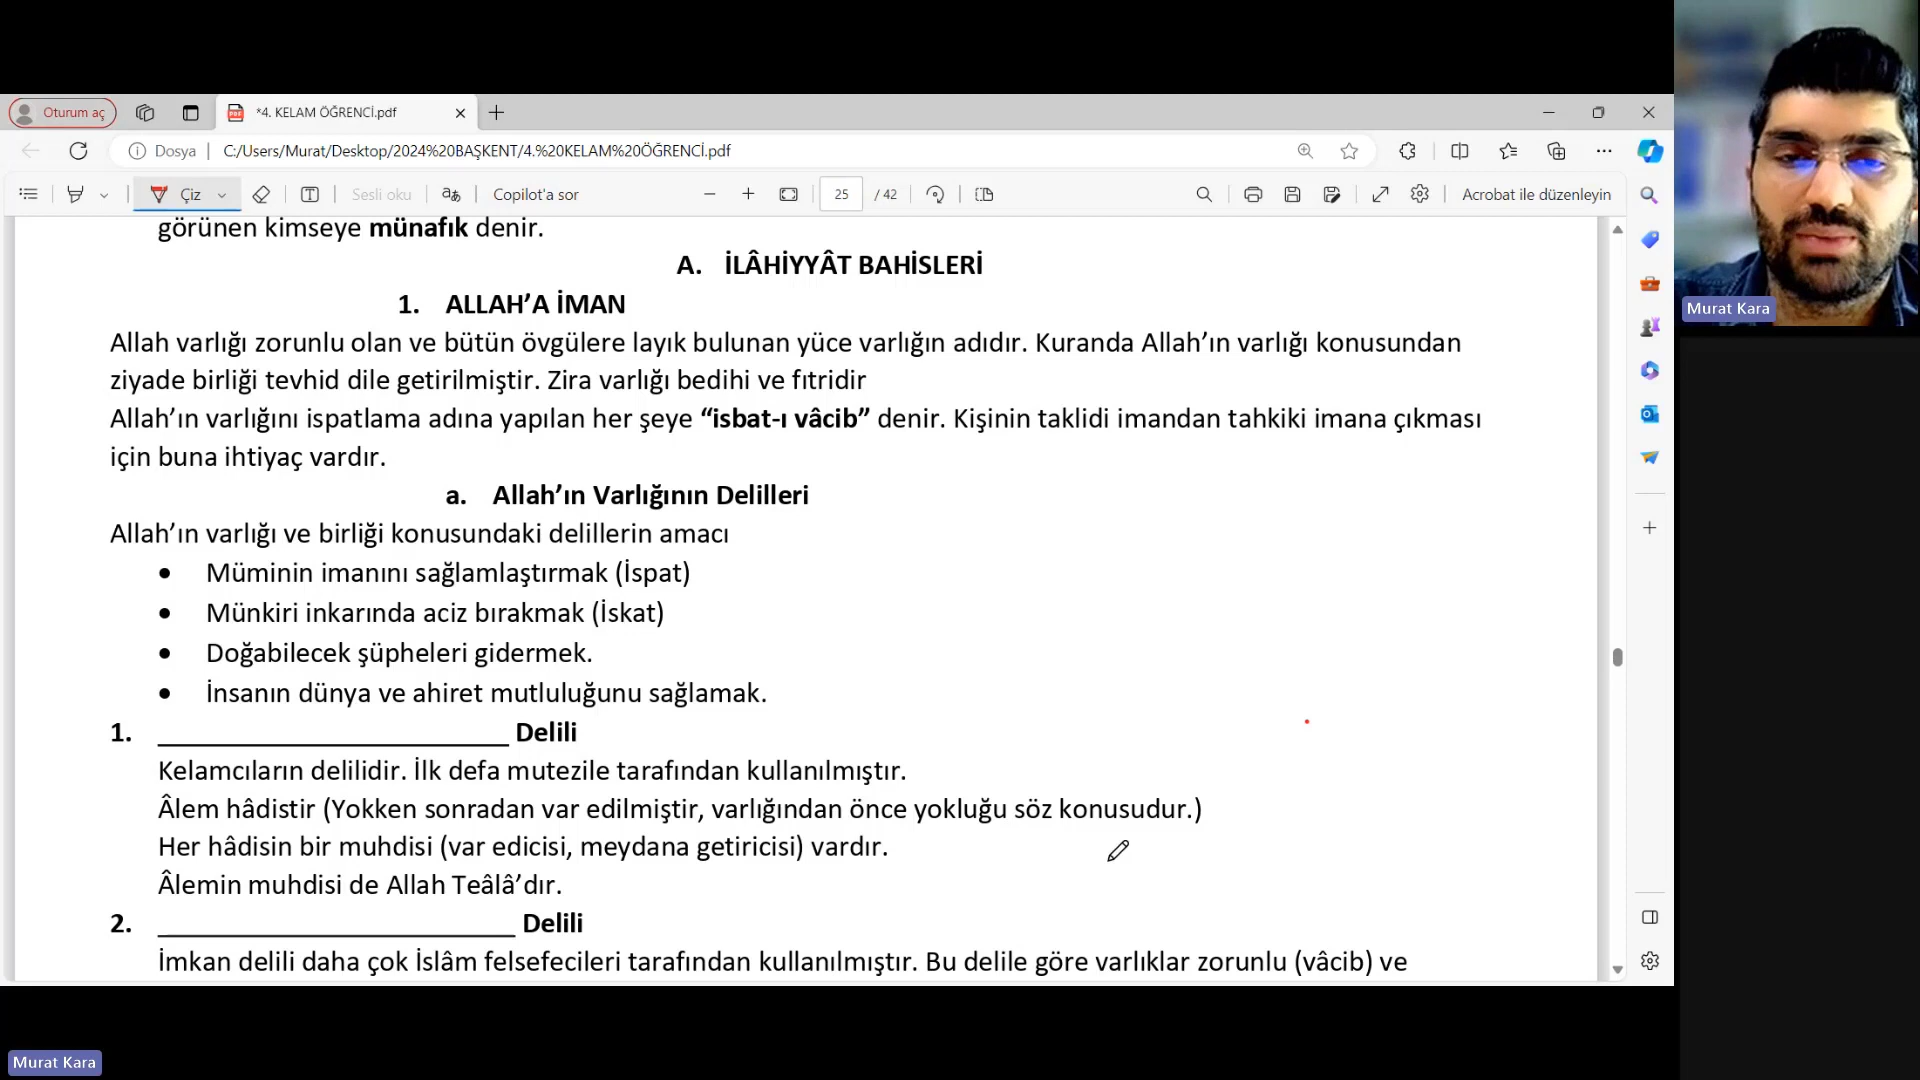 Oturum aç
*4. KELAM ÖĞRENCİ.pdf
Dosya | C:/Users/Murat/Desktop/2024%20BAŞKENT/4.%20KELAM%20ÖĞRENCİ.pdf
Çiz
Sesli oku
aあ
Copilot'a sor
25 / 42
Acrobat ile düzenleyin
görünen kimseye münafık denir.
A. İLÂHİYYÂT BAHİSLERİ
1. ALLAH’A İMAN
Allah varlığı zorunlu olan ve bütün övgülere layık bulunan yüce varlığın adıdır. Kuranda Allah’ın varlığı konusundan
ziyade birliği tevhid dile getirilmiştir. Zira varlığı bedihi ve fıtridir
Allah’ın varlığını ispatlama adına yapılan her şeye “isbat-ı vâcib” denir. Kişinin taklidi imandan tahkiki imana çıkması
için buna ihtiyaç vardır.
a. Allah’ın Varlığının Delilleri
Allah’ın varlığı ve birliği konusundaki delillerin amacı
• Müminin imanını sağlamlaştırmak (İspat)
• Münkiri inkarında aciz bırakmak (İskat)
• Doğabilecek şüpheleri gidermek.
• İnsanın dünya ve ahiret mutluluğunu sağlamak.
1. _________________________ Delili
Kelamcıların delilidir. İlk defa mutezile tarafından kullanılmıştır.
Âlem hâdistir (Yokken sonradan var edilmiştir, varlığından önce yokluğu söz konusudur.)
Her hâdisin bir muhdisi (var edicisi, meydana getiricisi) vardır.
Âlemin muhdisi de Allah Teâlâ’dır.
2. _________________________ Delili
İmkan delili daha çok İslâm felsefecileri tarafından kullanılmıştır. Bu delile göre varlıklar zorunlu (vâcib) ve
Murat Kara
Murat Kara